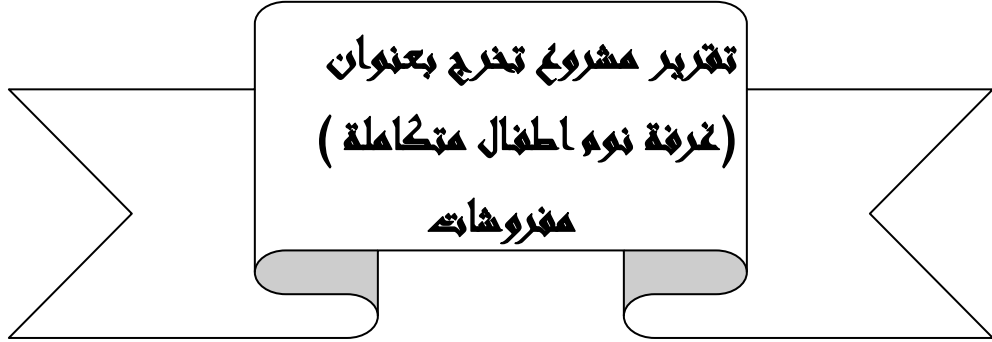 تقرير مشروع تخرج بعنوان
(غرفة نوم اطفال متكاملة )
مفروشات